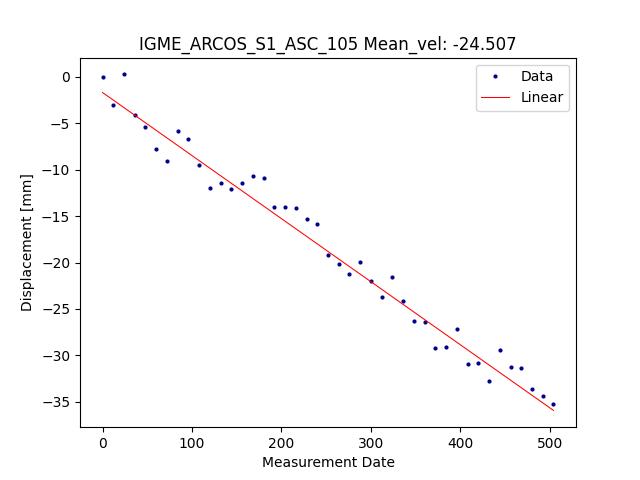 IGME_ARCOS_S1_ASC_105 Mean_vel: -24.507
Data
Linear
Displacement [mm]
0
−5
−10
−15
−20
−25
−30
−35
0 100 200 300 400 500
Measurement Date